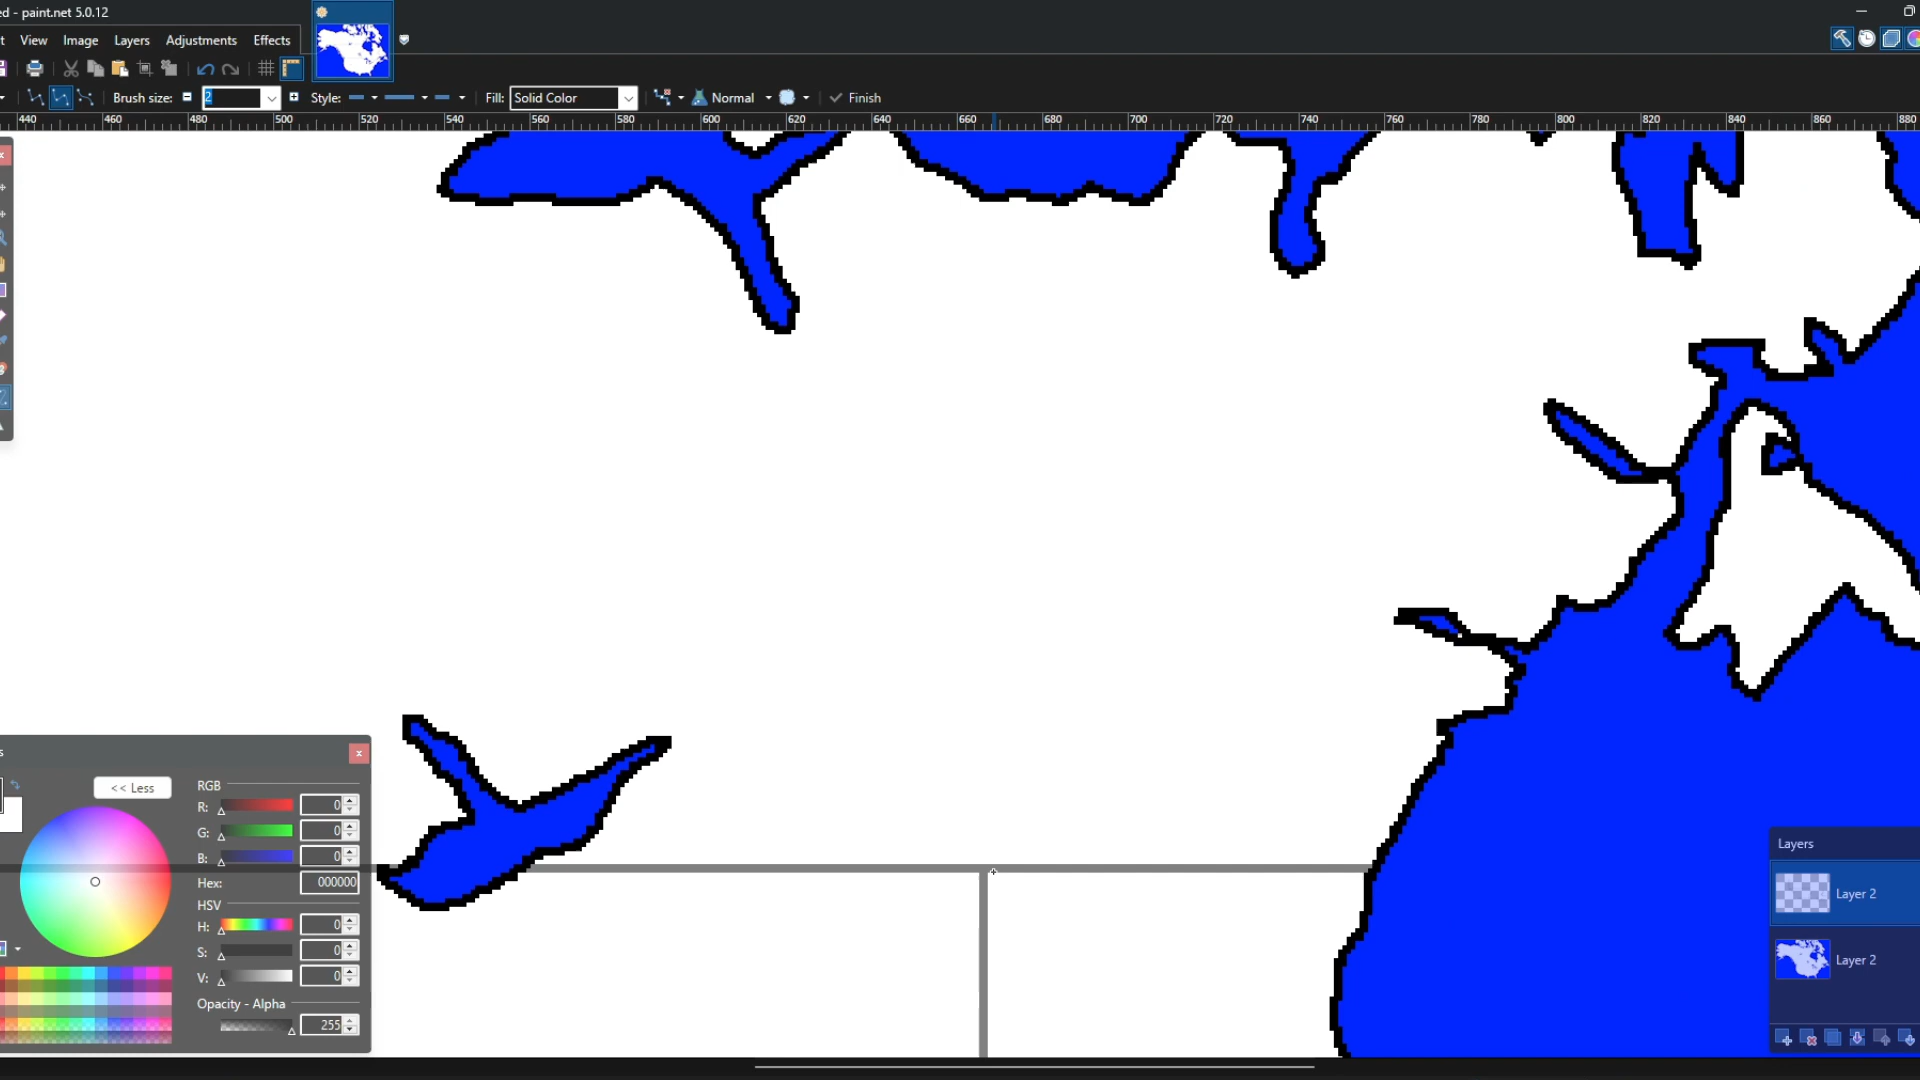 ed - paint.net 5.0.12
t View Image Layers Adjustments Effects
Brush size: 2 Style: Fill: Solid Color Normal Finish
440 460 480 500 520 540 560 580 600 620 640 660 680 700 720 740 760 780 800 820 840 860 880
s
<< Less
RGB
R: 0
G: 0
B: 0
Hex: 000000
HSV
H: 0
S: 0
V: 0
Opacity - Alpha
255
Layers
Layer 2
Layer 2